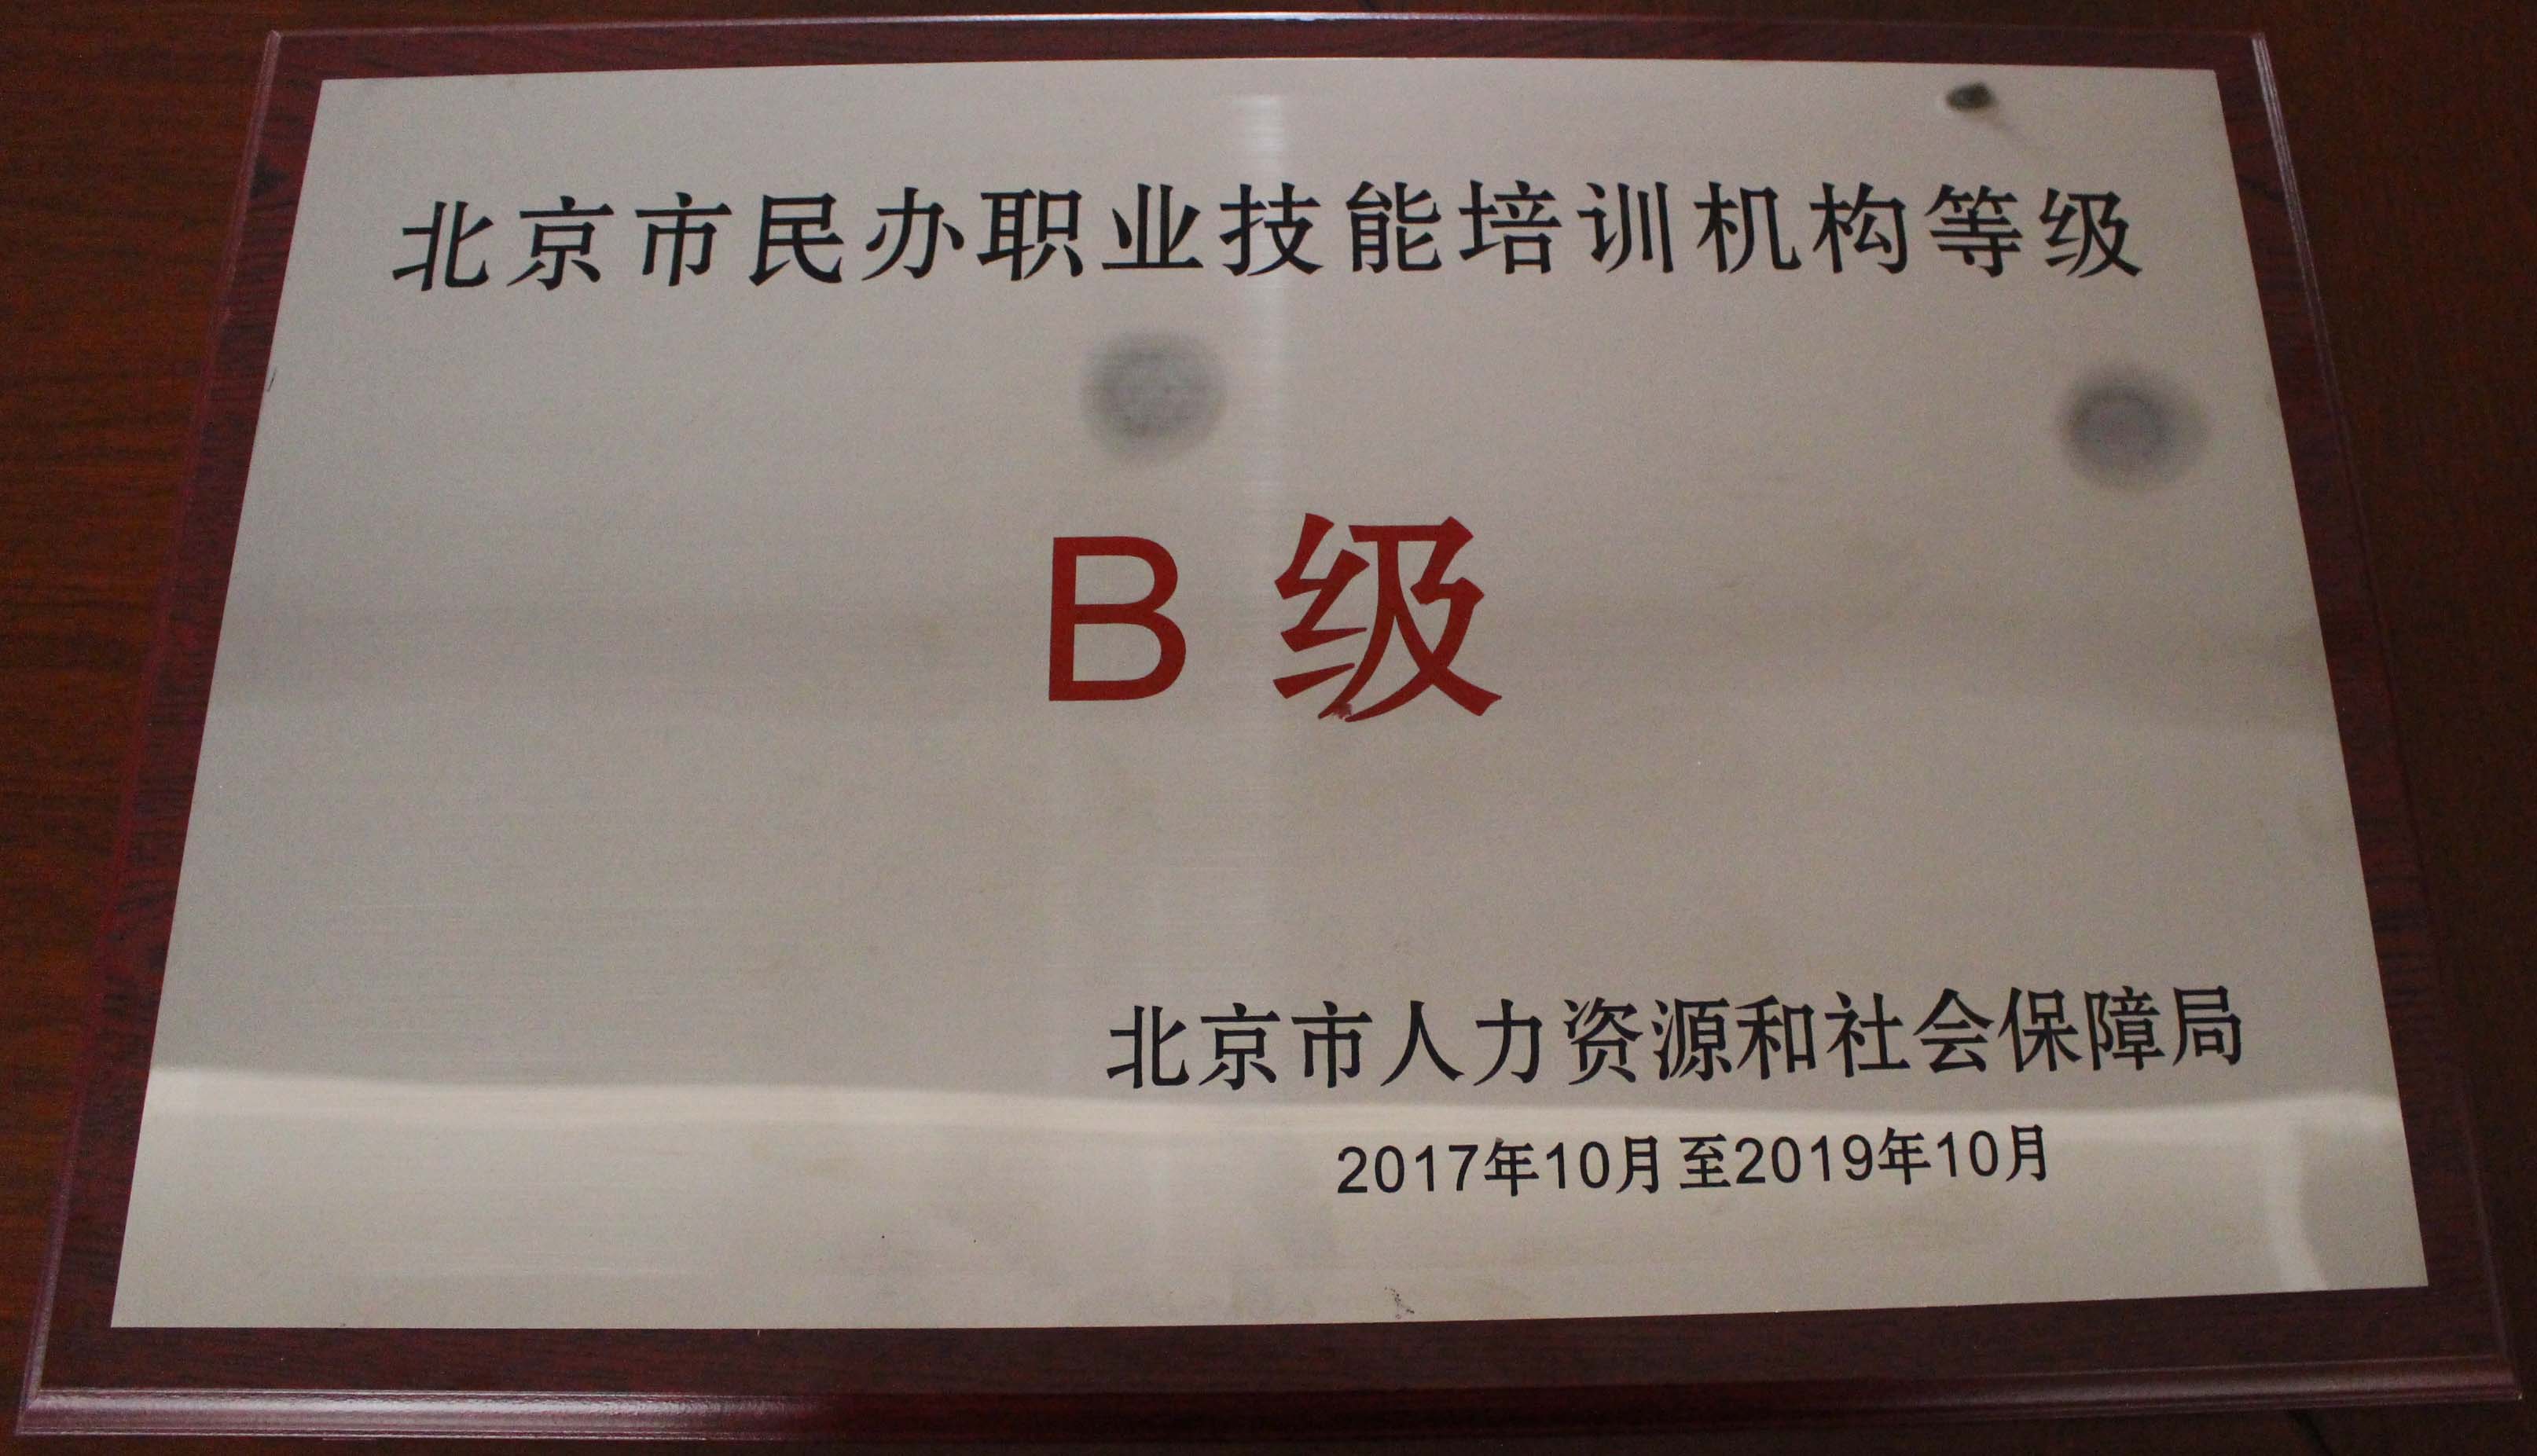 北京市民办职业技能培训机构等级
B级
北京市人力资源和社会保障局
2017年10月至2019年10月